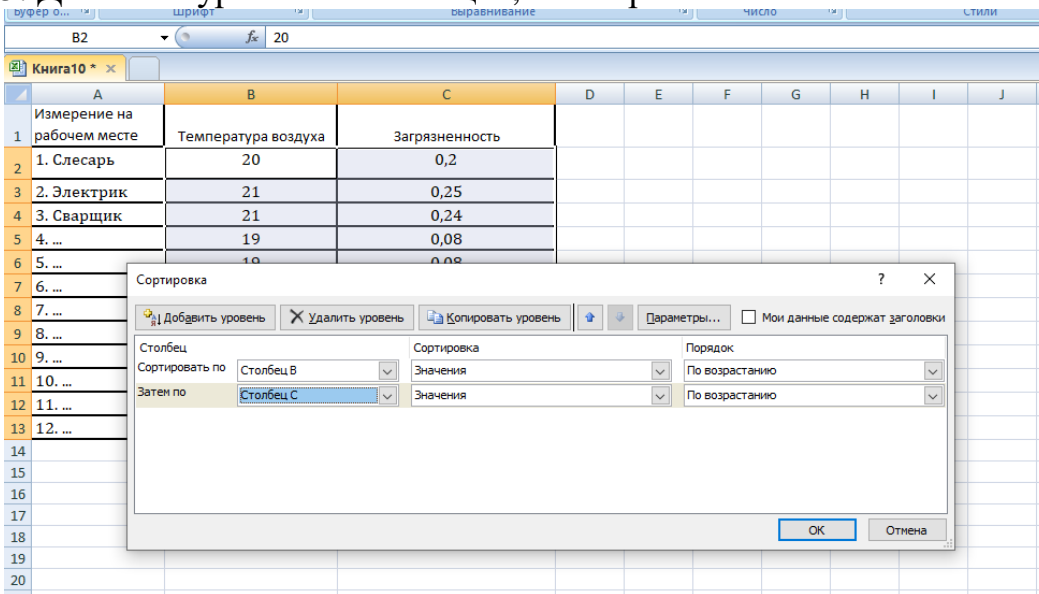 Буфер о... Шрифт Выравнивание Число Стили
B2 fx 20
Книга10 *
A B C D E F G H I J
Измерение на
1 рабочем месте Температура воздуха Загрязненность
2 1. Слесарь 20 0,2
3 2. Электрик 21 0,25
4 3. Сварщик 21 0,24
5 4. ... 19 0,08
6 5. ... 19 0,08
7 6. ...
8 7. ...
9 8. ...
10 9. ...
11 10. ...
12 11. ...
13 12. ...
14
15
16
17
18
19
20
Сортировка ?
Добавить уровень Удалить уровень Копировать уровень Параметры... Мои данные содержат заголовки
Столбец Сортировка Порядок
Сортировать по Столбец B Значения По возрастанию
Затем по Столбец C Значения По возрастанию
OK Отмена